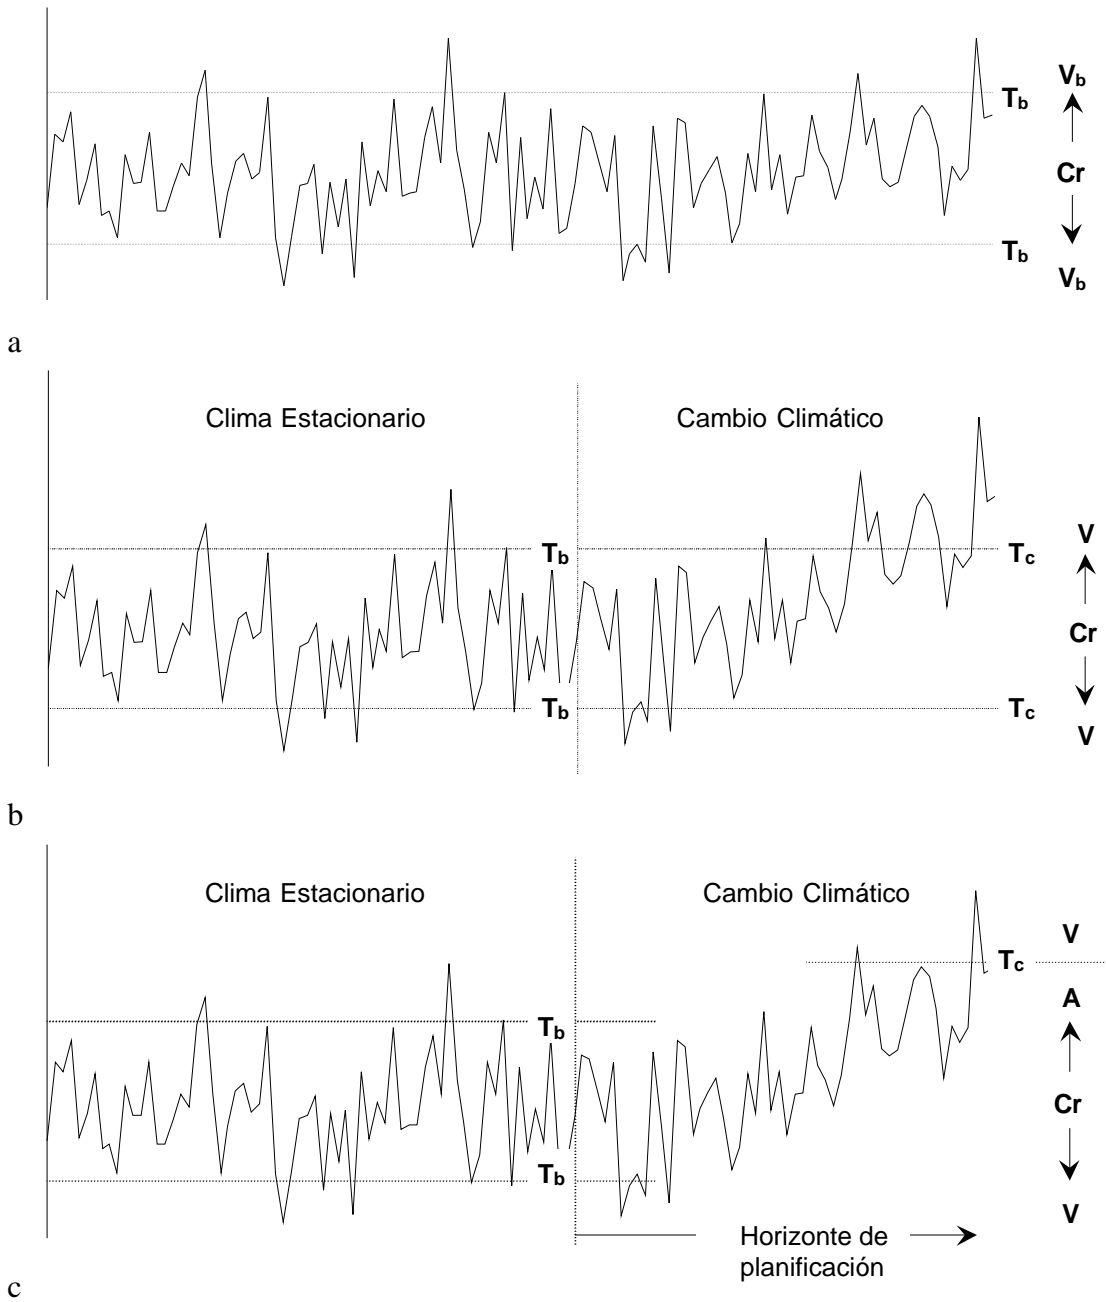 V_b
T_b
Cr
T_b
V_b
a
Clima Estacionario
Cambio Climático
V
T_b
T_c
Cr
T_b
T_c
V
b
Clima Estacionario
Cambio Climático
V
T_c
A
T_b
Cr
T_b
V
Horizonte de
planificación
c